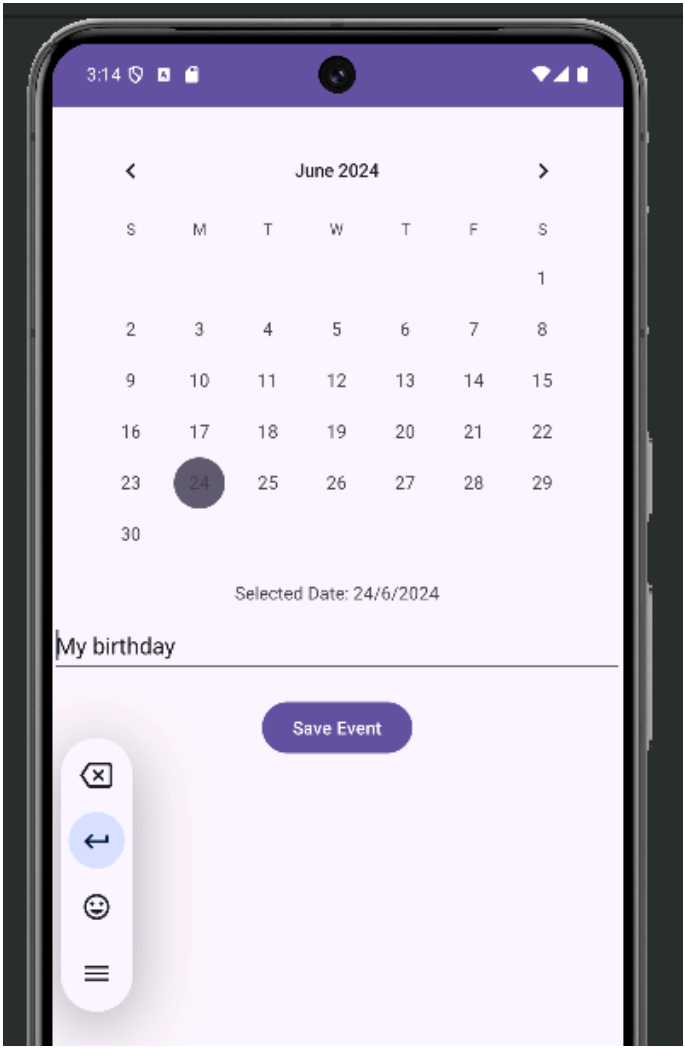 3:14
June 2024
S M T W T F S
1
2 3 4 5 6 7 8
9 10 11 12 13 14 15
16 17 18 19 20 21 22
23 24 25 26 27 28 29
30
Selected Date: 24/6/2024
My birthday
Save Event